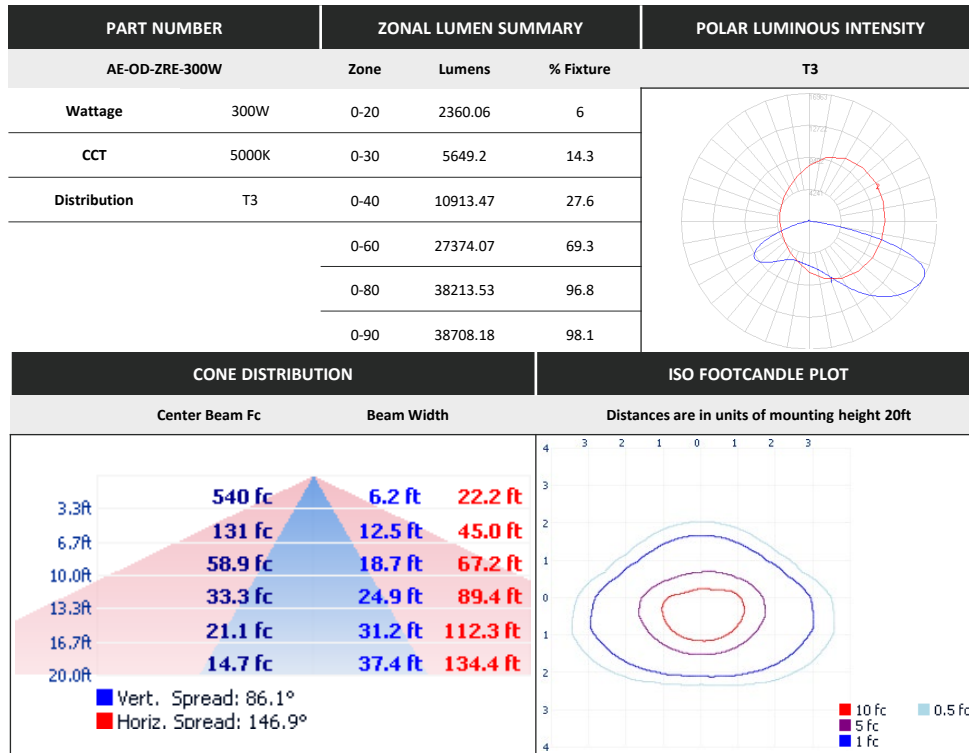 PART NUMBER
ZONAL LUMEN SUMMARY
POLAR LUMINOUS INTENSITY
AE-OD-ZRE-300W
Zone Lumens % Fixture
T3
Wattage 300W 0-20 2360.06 6
CCT 5000K 0-30 5649.2 14.3
Distribution T3 0-40 10913.47 27.6
0-60 27374.07 69.3
0-80 38213.53 96.8
0-90 38708.18 98.1
CONE DISTRIBUTION
ISO FOOTCANDLE PLOT
Center Beam Fc Beam Width
Distances are in units of mounting height 20ft
3.3ft 540 fc 6.2 ft 22.2 ft
6.7ft 131 fc 12.5 ft 45.0 ft
10.0ft 58.9 fc 18.7 ft 67.2 ft
13.3ft 33.3 fc 24.9 ft 89.4 ft
16.7ft 21.1 fc 31.2 ft 112.3 ft
20.0ft 14.7 fc 37.4 ft 134.4 ft
Vert. Spread: 86.1°
Horiz. Spread: 146.9°
3 2 1 0 1 2 3
4
3
2
1
0
1
2
3
4
10 fc 0.5 fc
5 fc
1 fc